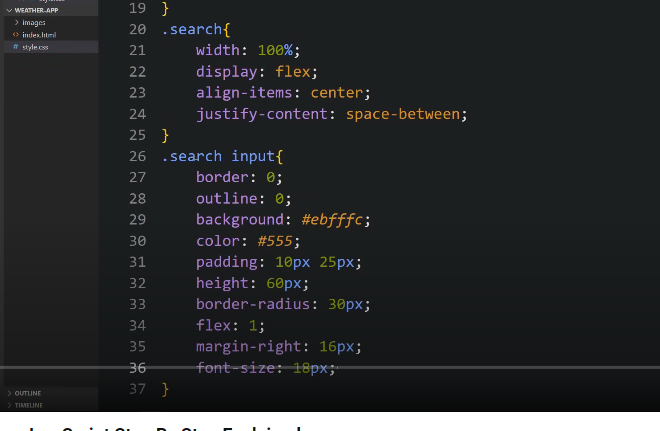 WEATHER-APP
images
index.html
# style.css
OUTLINE
TIMELINE
19 }
20 .search{
21 width: 100%;
22 display: flex;
23 align-items: center;
24 justify-content: space-between;
25 }
26 .search input{
27 border: 0;
28 outline: 0;
29 background: #ebfffc;
30 color: #555;
31 padding: 10px 25px;
32 height: 60px;
33 border-radius: 30px;
34 flex: 1;
35 margin-right: 16px;
36 font-size: 18px;
37 }